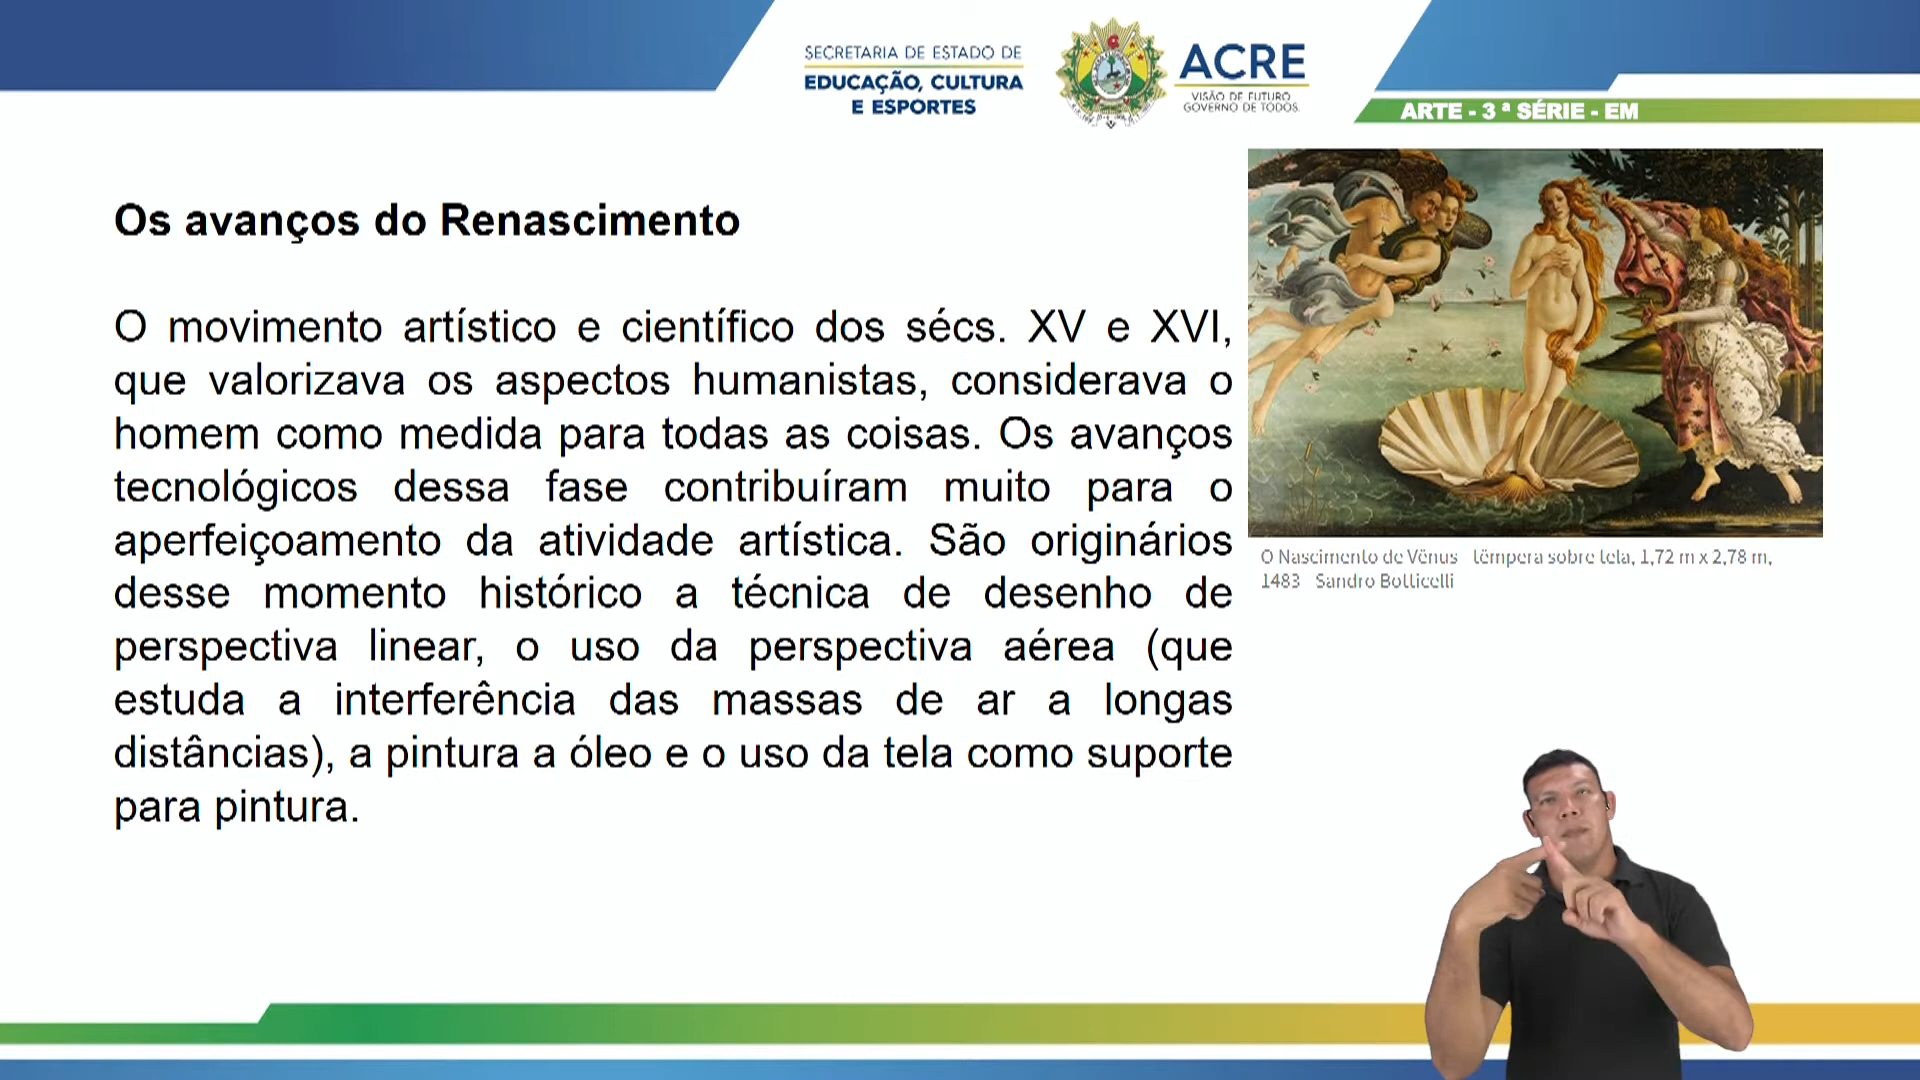 SECRETARIA DE ESTADO DE
EDUCAÇÃO, CULTURA
E ESPORTES
ACRE
VISÃO DE FUTURO
GOVERNO DE TODOS.
ARTE - 3 ª SÉRIE - EM
Os avanços do Renascimento
O movimento artístico e científico dos sécs. XV e XVI,
que valorizava os aspectos humanistas, considerava o
homem como medida para todas as coisas. Os avanços
tecnológicos dessa fase contribuíram muito para o
aperfeiçoamento da atividade artística. São originários
desse momento histórico a técnica de desenho de
perspectiva linear, o uso da perspectiva aérea (que
estuda a interferência das massas de ar a longas
distâncias), a pintura a óleo e o uso da tela como suporte
para pintura.
O Nascimento de Vênus têmpera sobre tela, 1,72 m x 2,78 m,
1483 Sandro Botticelli